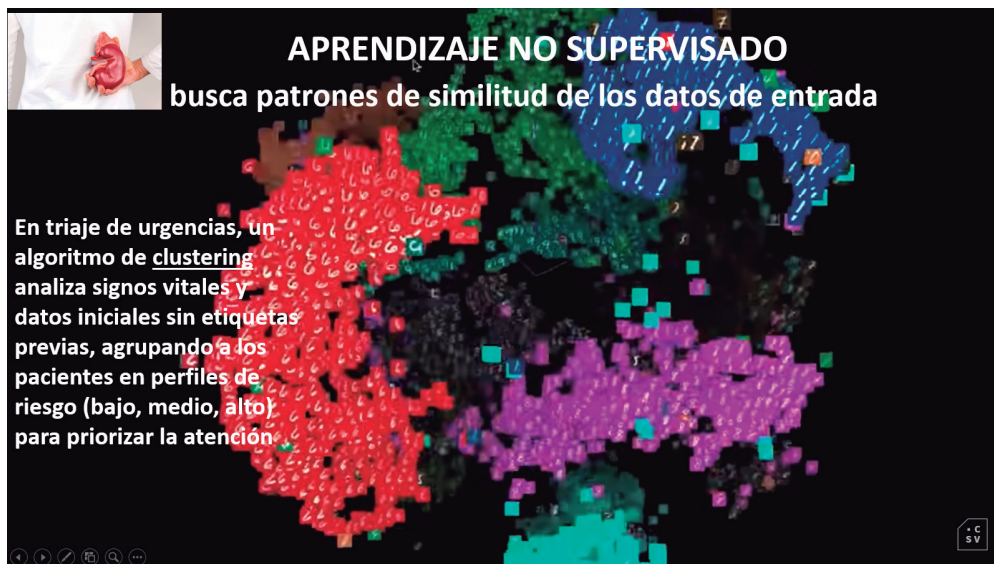 APRENDIZAJE NO SUPERVISADO
busca patrones de similitud de los datos de entrada
En triaje de urgencias, un
algoritmo de clustering
analiza signos vitales y
datos iniciales sin etiquetas
previas, agrupando a los
pacientes en perfiles de
riesgo (bajo, medio, alto)
para priorizar la atención
C
SV